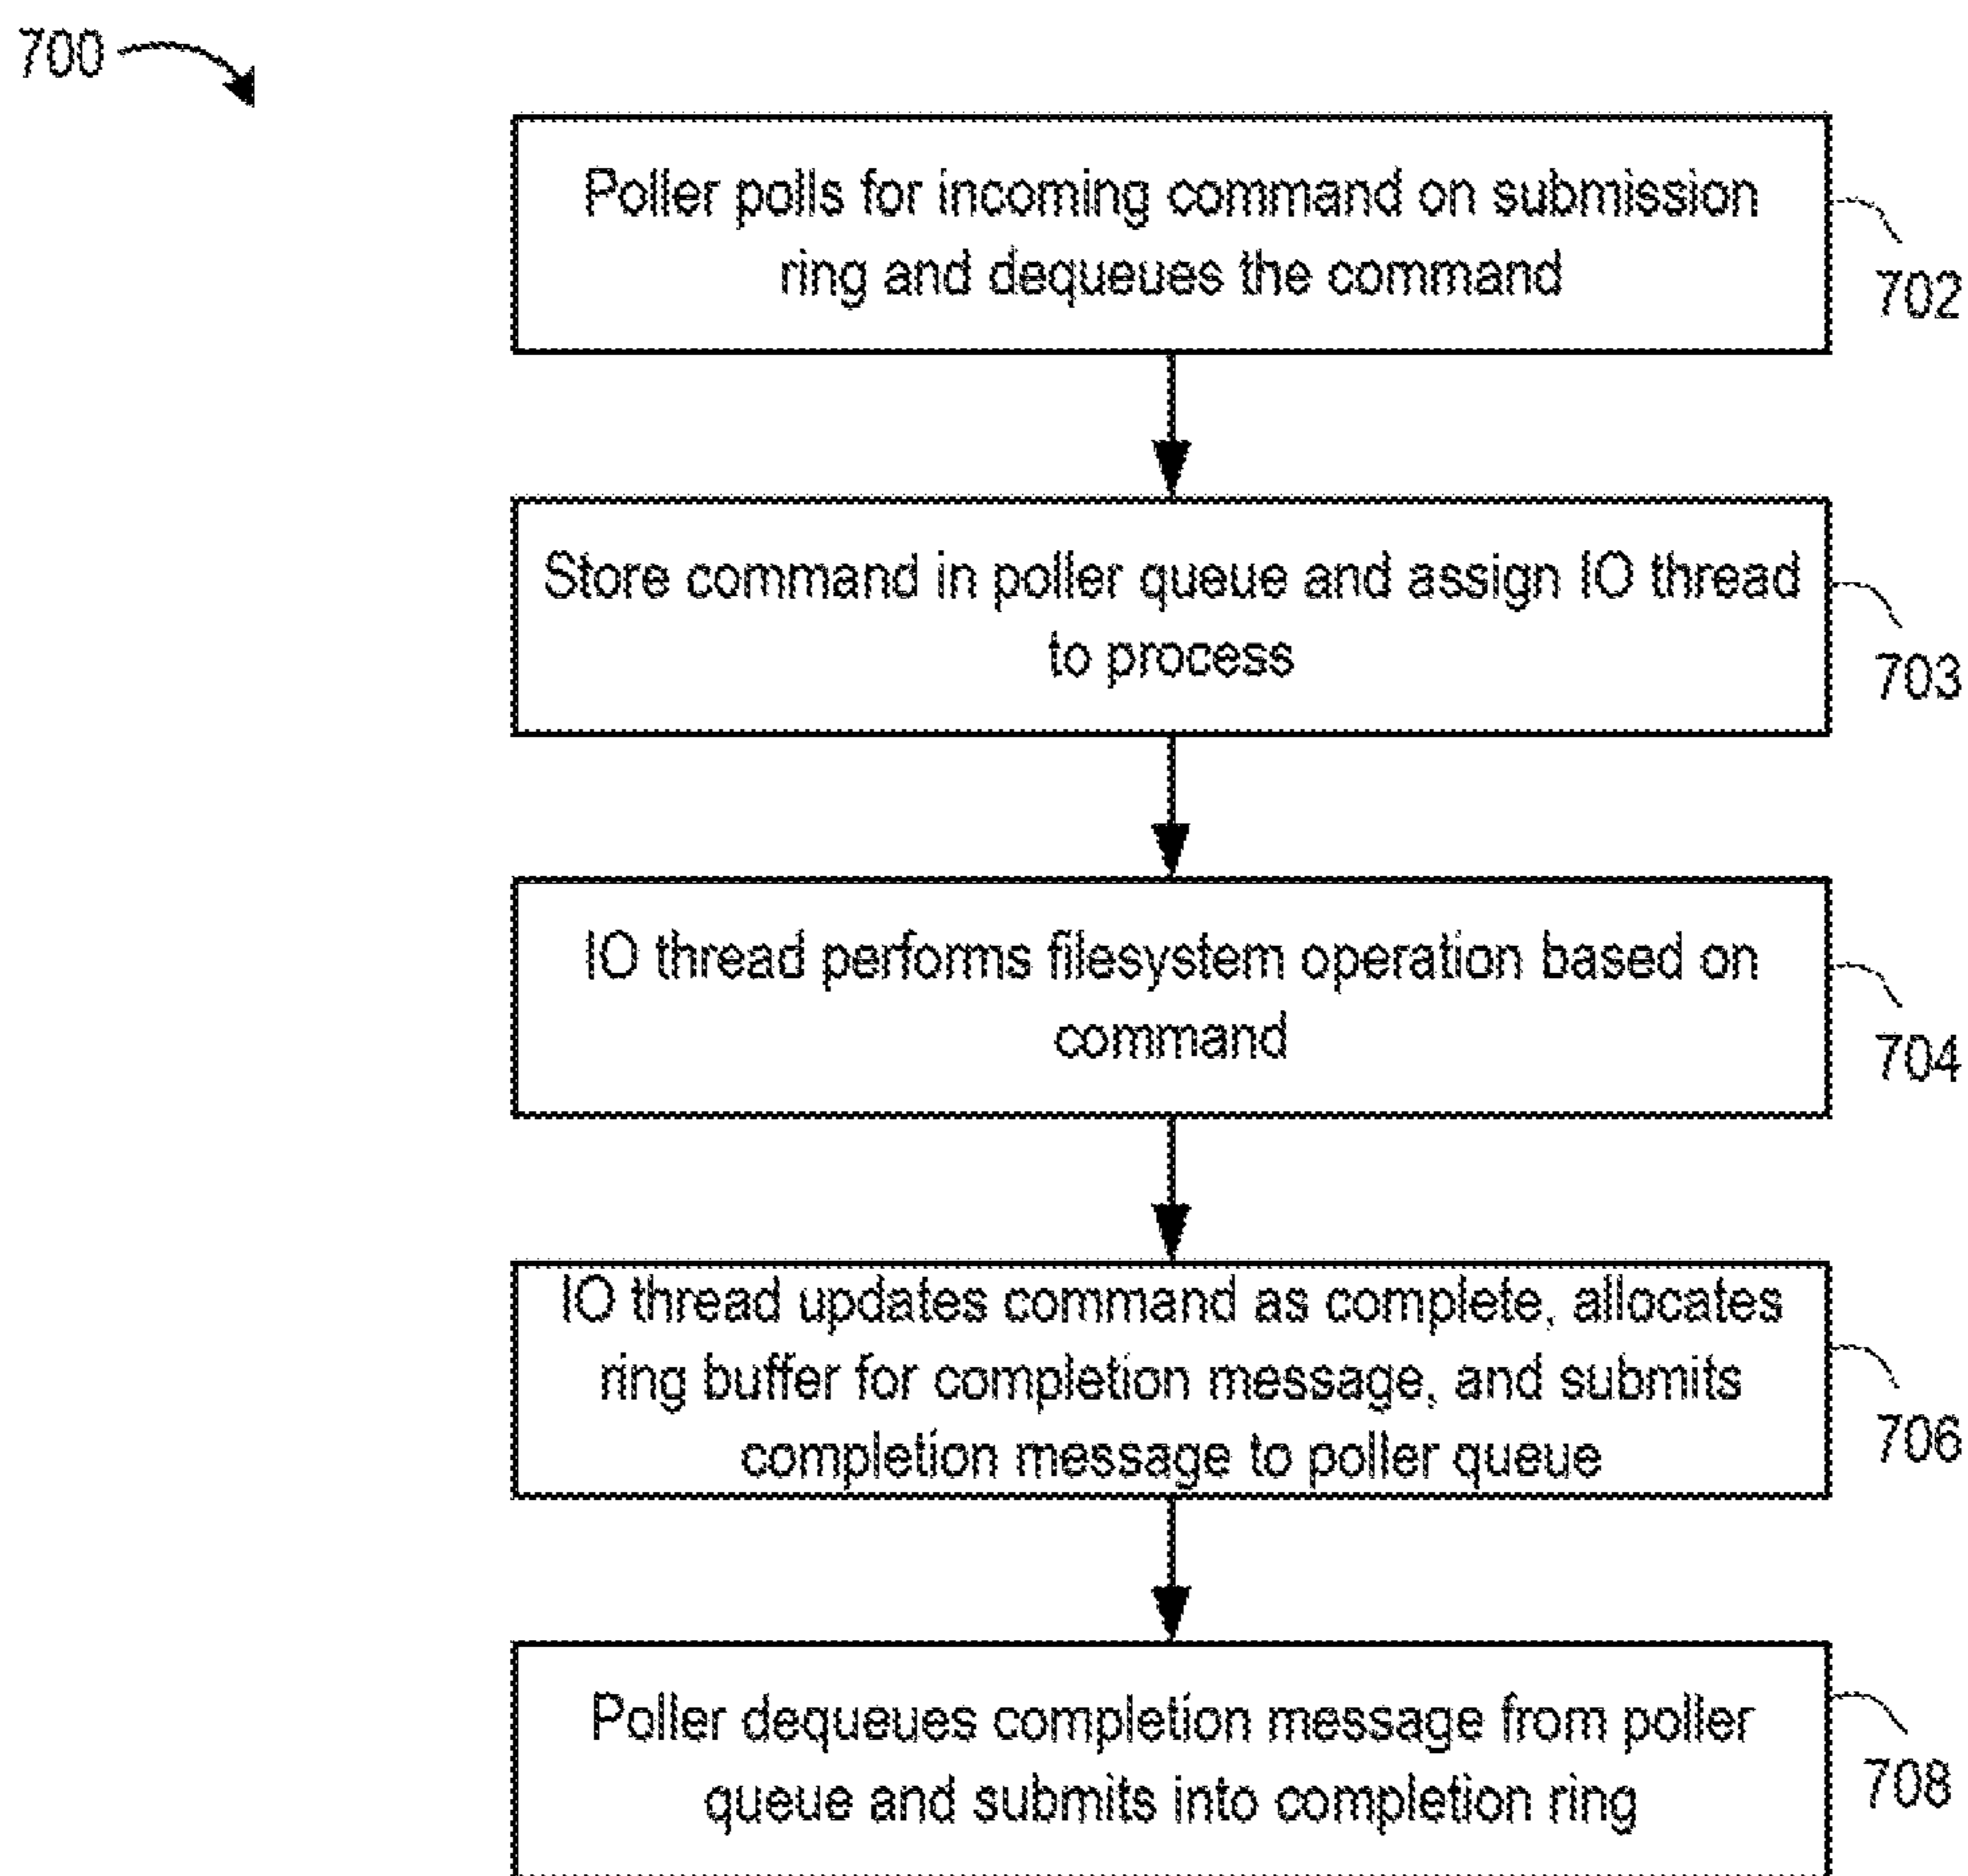 700
Poller polls for incoming command on submission
ring and dequeues the command
702
Store command in poller queue and assign IO thread
to process
703
IO thread performs filesystem operation based on
command
704
IO thread updates command as complete, allocates
ring buffer for completion message, and submits
completion message to poller queue
706
Poller dequeues completion message from poller
queue and submits into completion ring
708